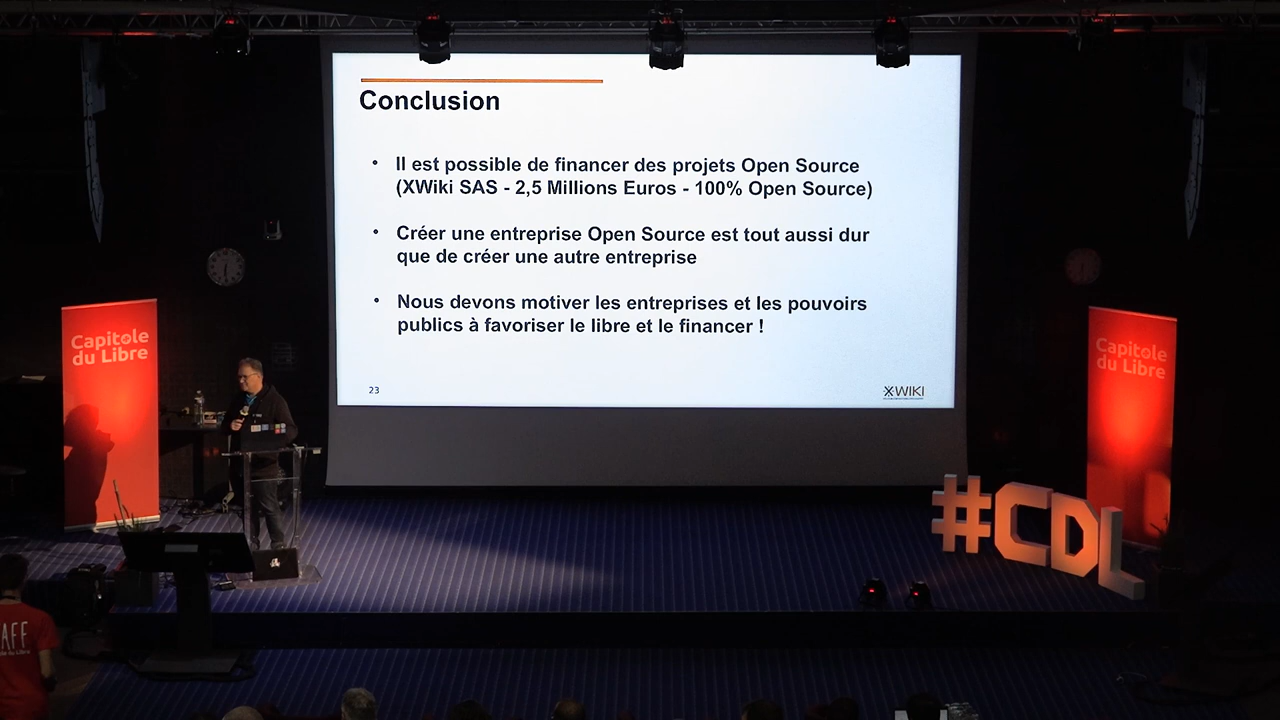 Conclusion
• Il est possible de financer des projets Open Source
(XWiki SAS - 2,5 Millions Euros - 100% Open Source)
• Créer une entreprise Open Source est tout aussi dur
que de créer une autre entreprise
• Nous devons motiver les entreprises et les pouvoirs
publics à favoriser le libre et le financer !
23
XWIKI
Capitole
du Libre
Capitole
du Libre
#CDL